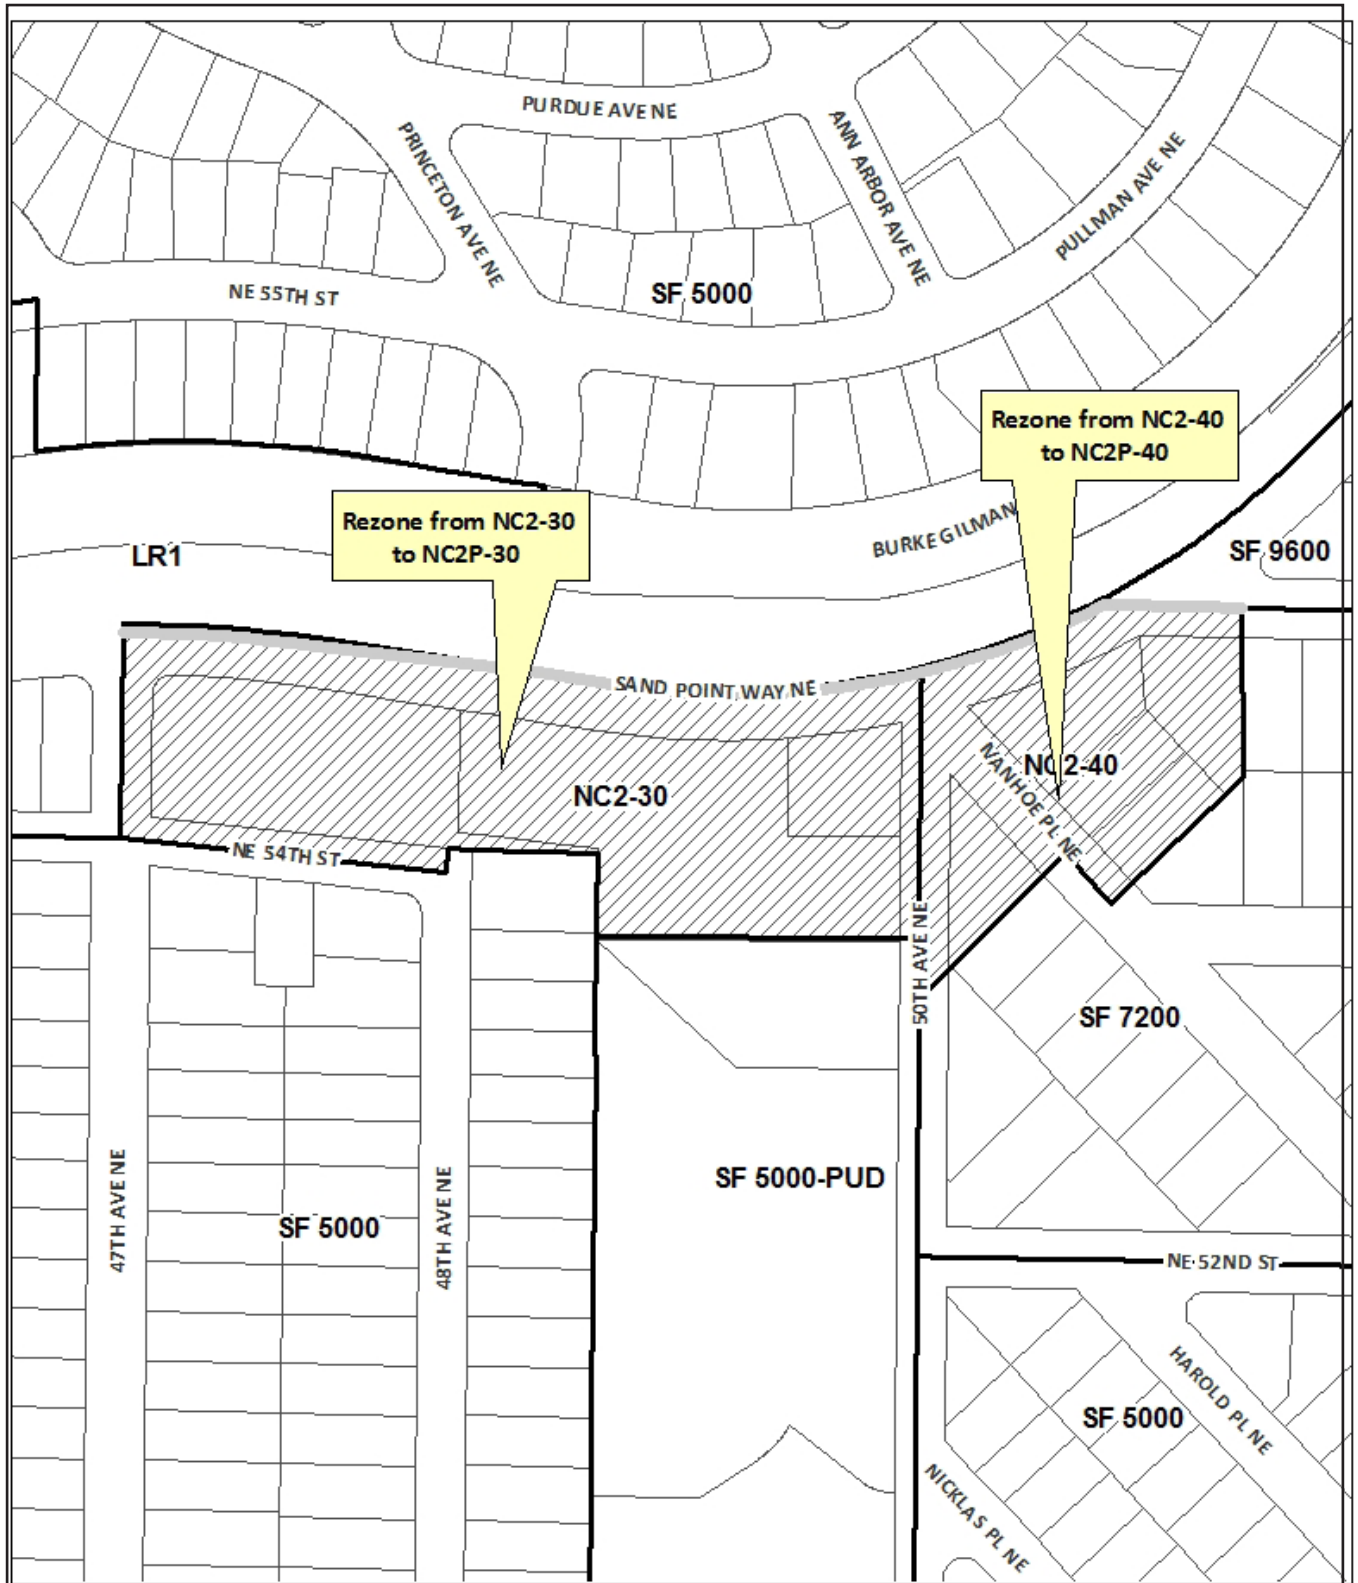 PURDUE AVE NE
PRINCETON AVE NE
ANN ARBOR AVE NE
PULLMAN AVE NE
NE 55TH ST
SF 5000
Rezone from NC2-40
to NC2P-40
Rezone from NC2-30
to NC2P-30
BURKE GILMAN
LR1
SF 9600
SAND POINT WAY NE
NC2-40
NC2-30
IVANHOE PL NE
NE 54TH ST
50TH AVE NE
SF 7200
47TH AVE NE
48TH AVE NE
SF 5000
SF 5000-PUD
NE 52ND ST
HAROLD PL NE
SF 5000
NICKLAS PL NE